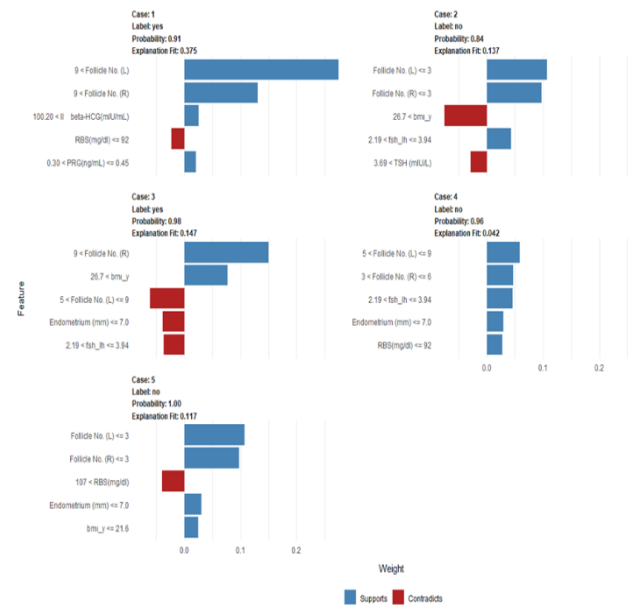 Case: 1
Label: yes
Probability: 0.91
Explanation Fit: 0.375
9 < Follicle No. (L)
9 < Follicle No. (R)
100.20 < II beta-HCG(mIU/mL)
RBS(mg/dl) <= 92
0.30 < PRG(ng/mL) <= 0.45
Case: 2
Label: no
Probability: 0.84
Explanation Fit: 0.137
Follicle No. (L) <= 3
Follicle No. (R) <= 3
26.7 < bmi_y
2.19 < fsh_lh <= 3.94
3.69 < TSH (mIU/L)
Case: 3
Label: yes
Probability: 0.98
Explanation Fit: 0.147
9 < Follicle No. (R)
26.7 < bmi_y
5 < Follicle No. (L) <= 9
Endometrium (mm) <= 7.0
2.19 < fsh_lh <= 3.94
Case: 4
Label: no
Probability: 0.96
Explanation Fit: 0.042
5 < Follicle No. (L) <= 9
3 < Follicle No. (R) <= 6
2.19 < fsh_lh <= 3.94
Endometrium (mm) <= 7.0
RBS(mg/dl) <= 92
0.0 0.1 0.2
Feature
Case: 5
Label: no
Probability: 1.00
Explanation Fit: 0.117
Follicle No. (L) <= 3
Follicle No. (R) <= 3
107 < RBS(mg/dl)
Endometrium (mm) <= 7.0
bmi_y <= 21.6
0.0 0.1 0.2
Weight
Supports Contradicts